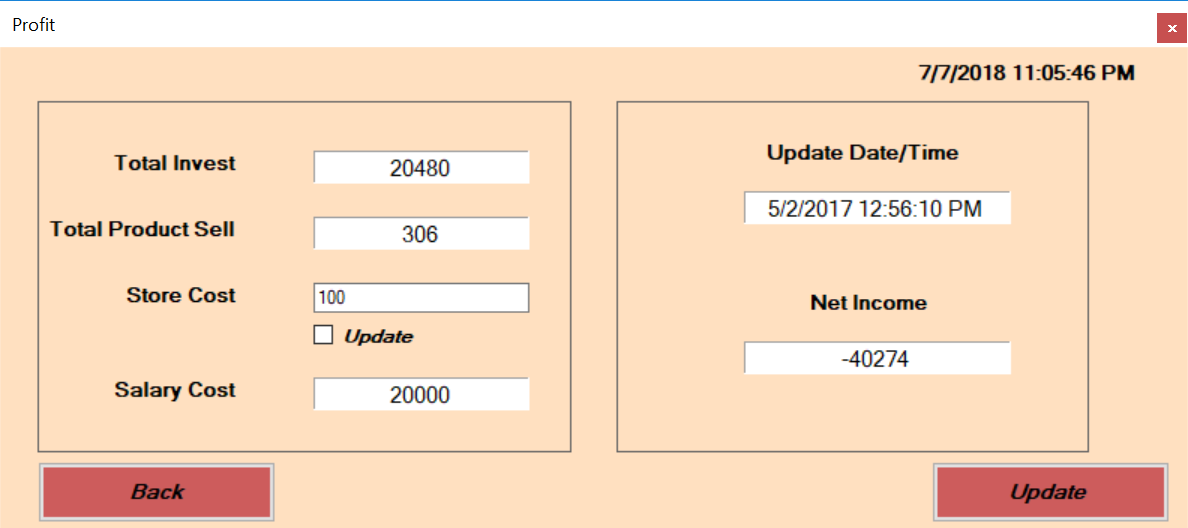 Profit
x
7/7/2018 11:05:46 PM
Total Invest
20480
Total Product Sell
306
Store Cost
100
Update
Salary Cost
20000
Update Date/Time
5/2/2017 12:56:10 PM
Net Income
-40274
Back
Update